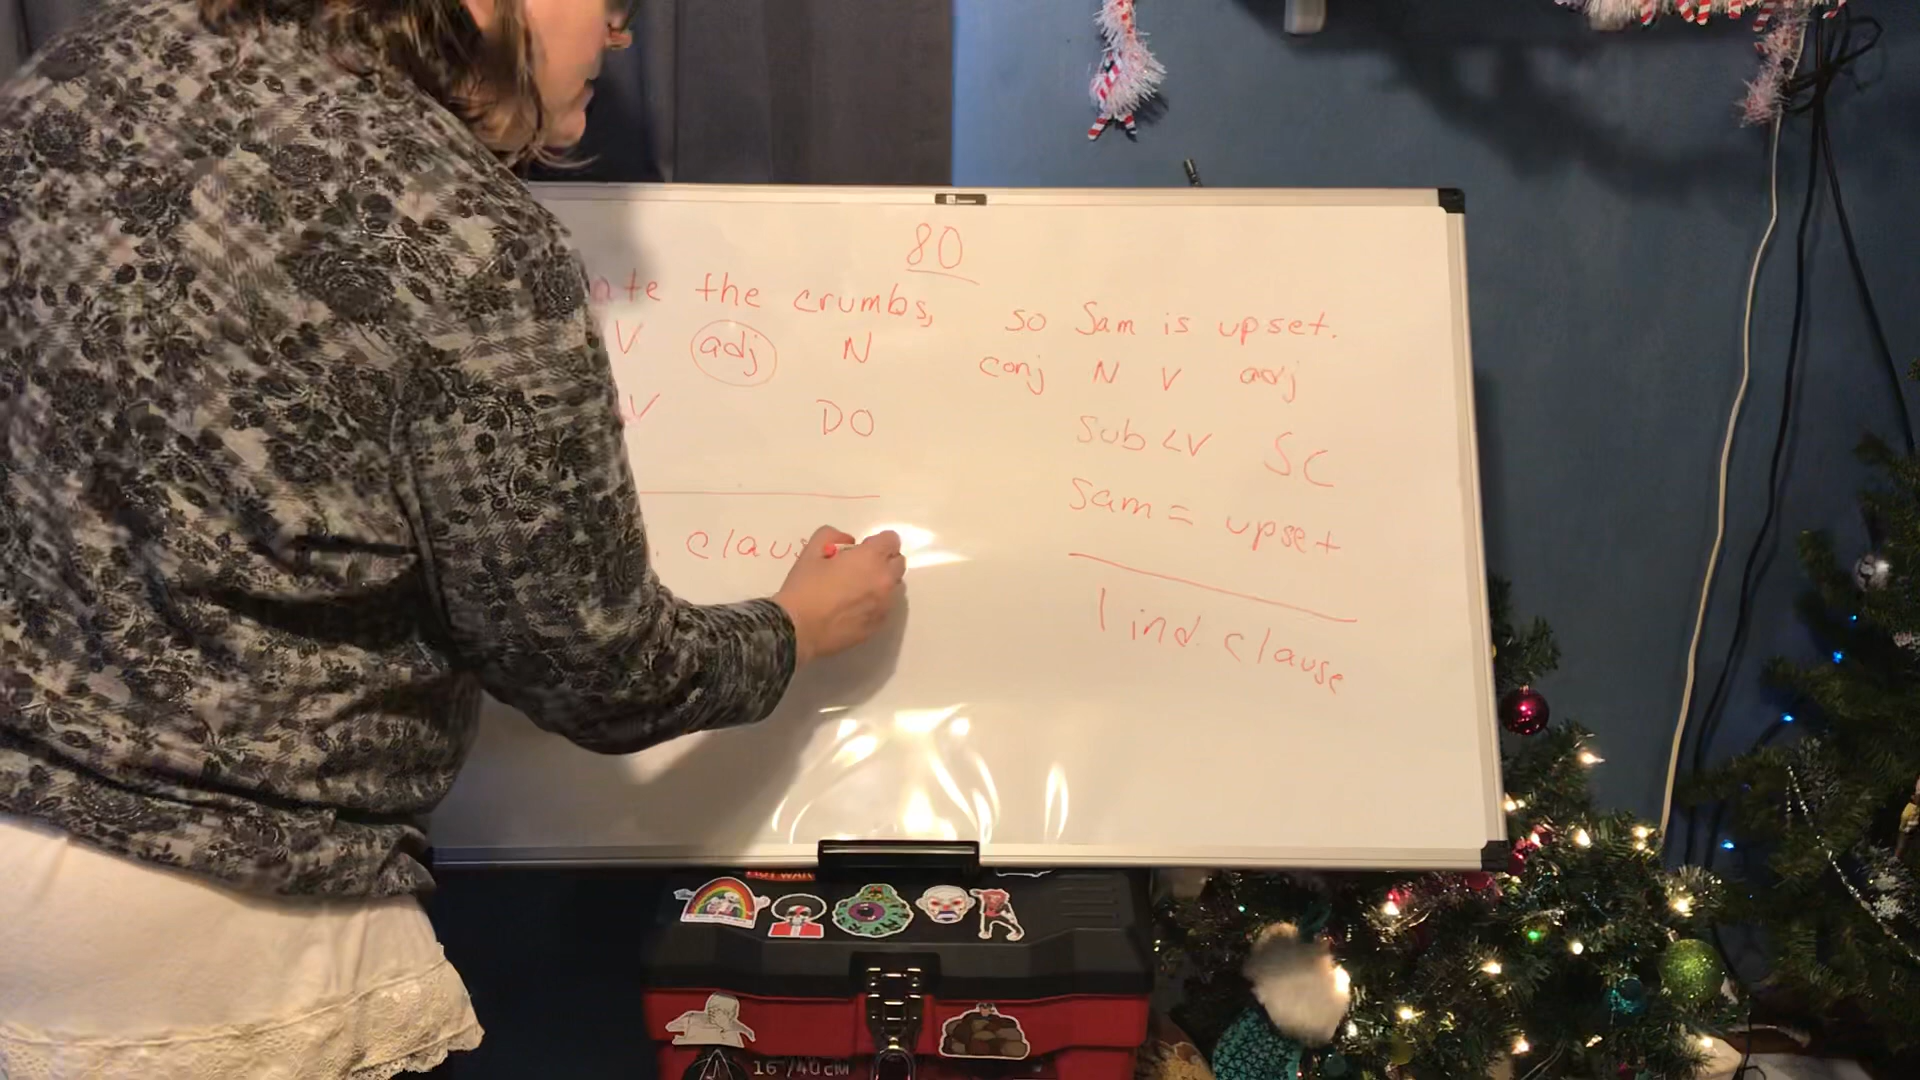 80
ate the crumbs, so Sam is upset.
V adj N conj N V adj
V DO Sub LV SC
Sam = upset
clause
1 ind. clause
16"/40CM